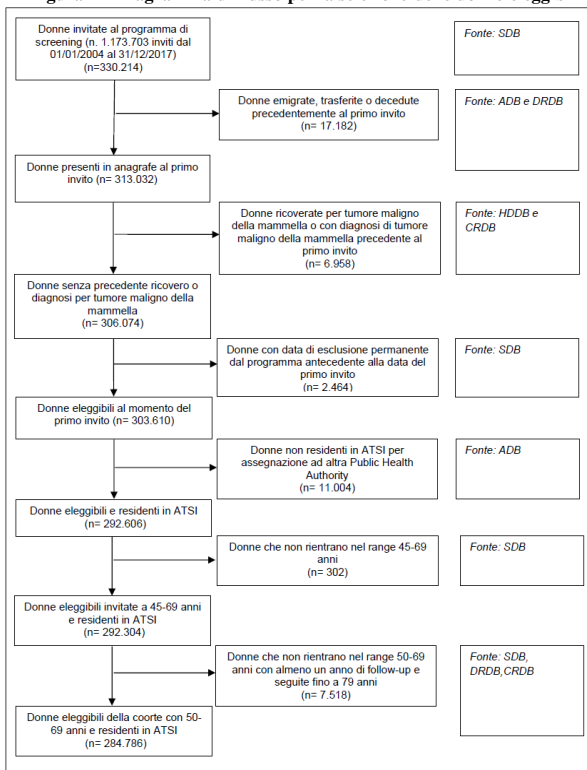 Donne invitate al programma di
screening (n. 1.173.703 inviti dal
01/01/2004 al 31/12/2017)
(n=330.214)
Fonte: SDB
Donne emigrate, trasferite o decedute
precedentemente al primo invito
(n= 17.182)
Fonte: ADB e DRDB
Donne presenti in anagrafe al primo
invito (n= 313.032)
Donne ricoverate per tumore maligno
della mammella o con diagnosi di tumore
maligno della mammella precedente al
primo invito
(n= 6.958)
Fonte: HDDB e
CRDB
Donne senza precedente ricovero o
diagnosi per tumore maligno della
mammella
(n= 306.074)
Donne con data di esclusione permanente
dal programma antecedente alla data del
primo invito
(n= 2.464)
Fonte: SDB
Donne eleggibili al momento del
primo invito (n= 303.610)
Donne non residenti in ATSI per
assegnazione ad altra Public Health
Authority
(n= 11.004)
Fonte: ADB
Donne eleggibili e residenti in ATSI
(n= 292.606)
Donne che non rientrano nel range 45-69
anni
(n= 302)
Fonte: SDB
Donne eleggibili invitate a 45-69 anni
e residenti in ATSI
(n= 292.304)
Donne che non rientrano nel range 50-69
anni con almeno un anno di follow-up e
seguite fino a 79 anni
(n= 7.518)
Fonte: SDB,
DRDB,CRDB
Donne eleggibili della coorte con 50-
69 anni e residenti in ATSI
(n= 284.786)